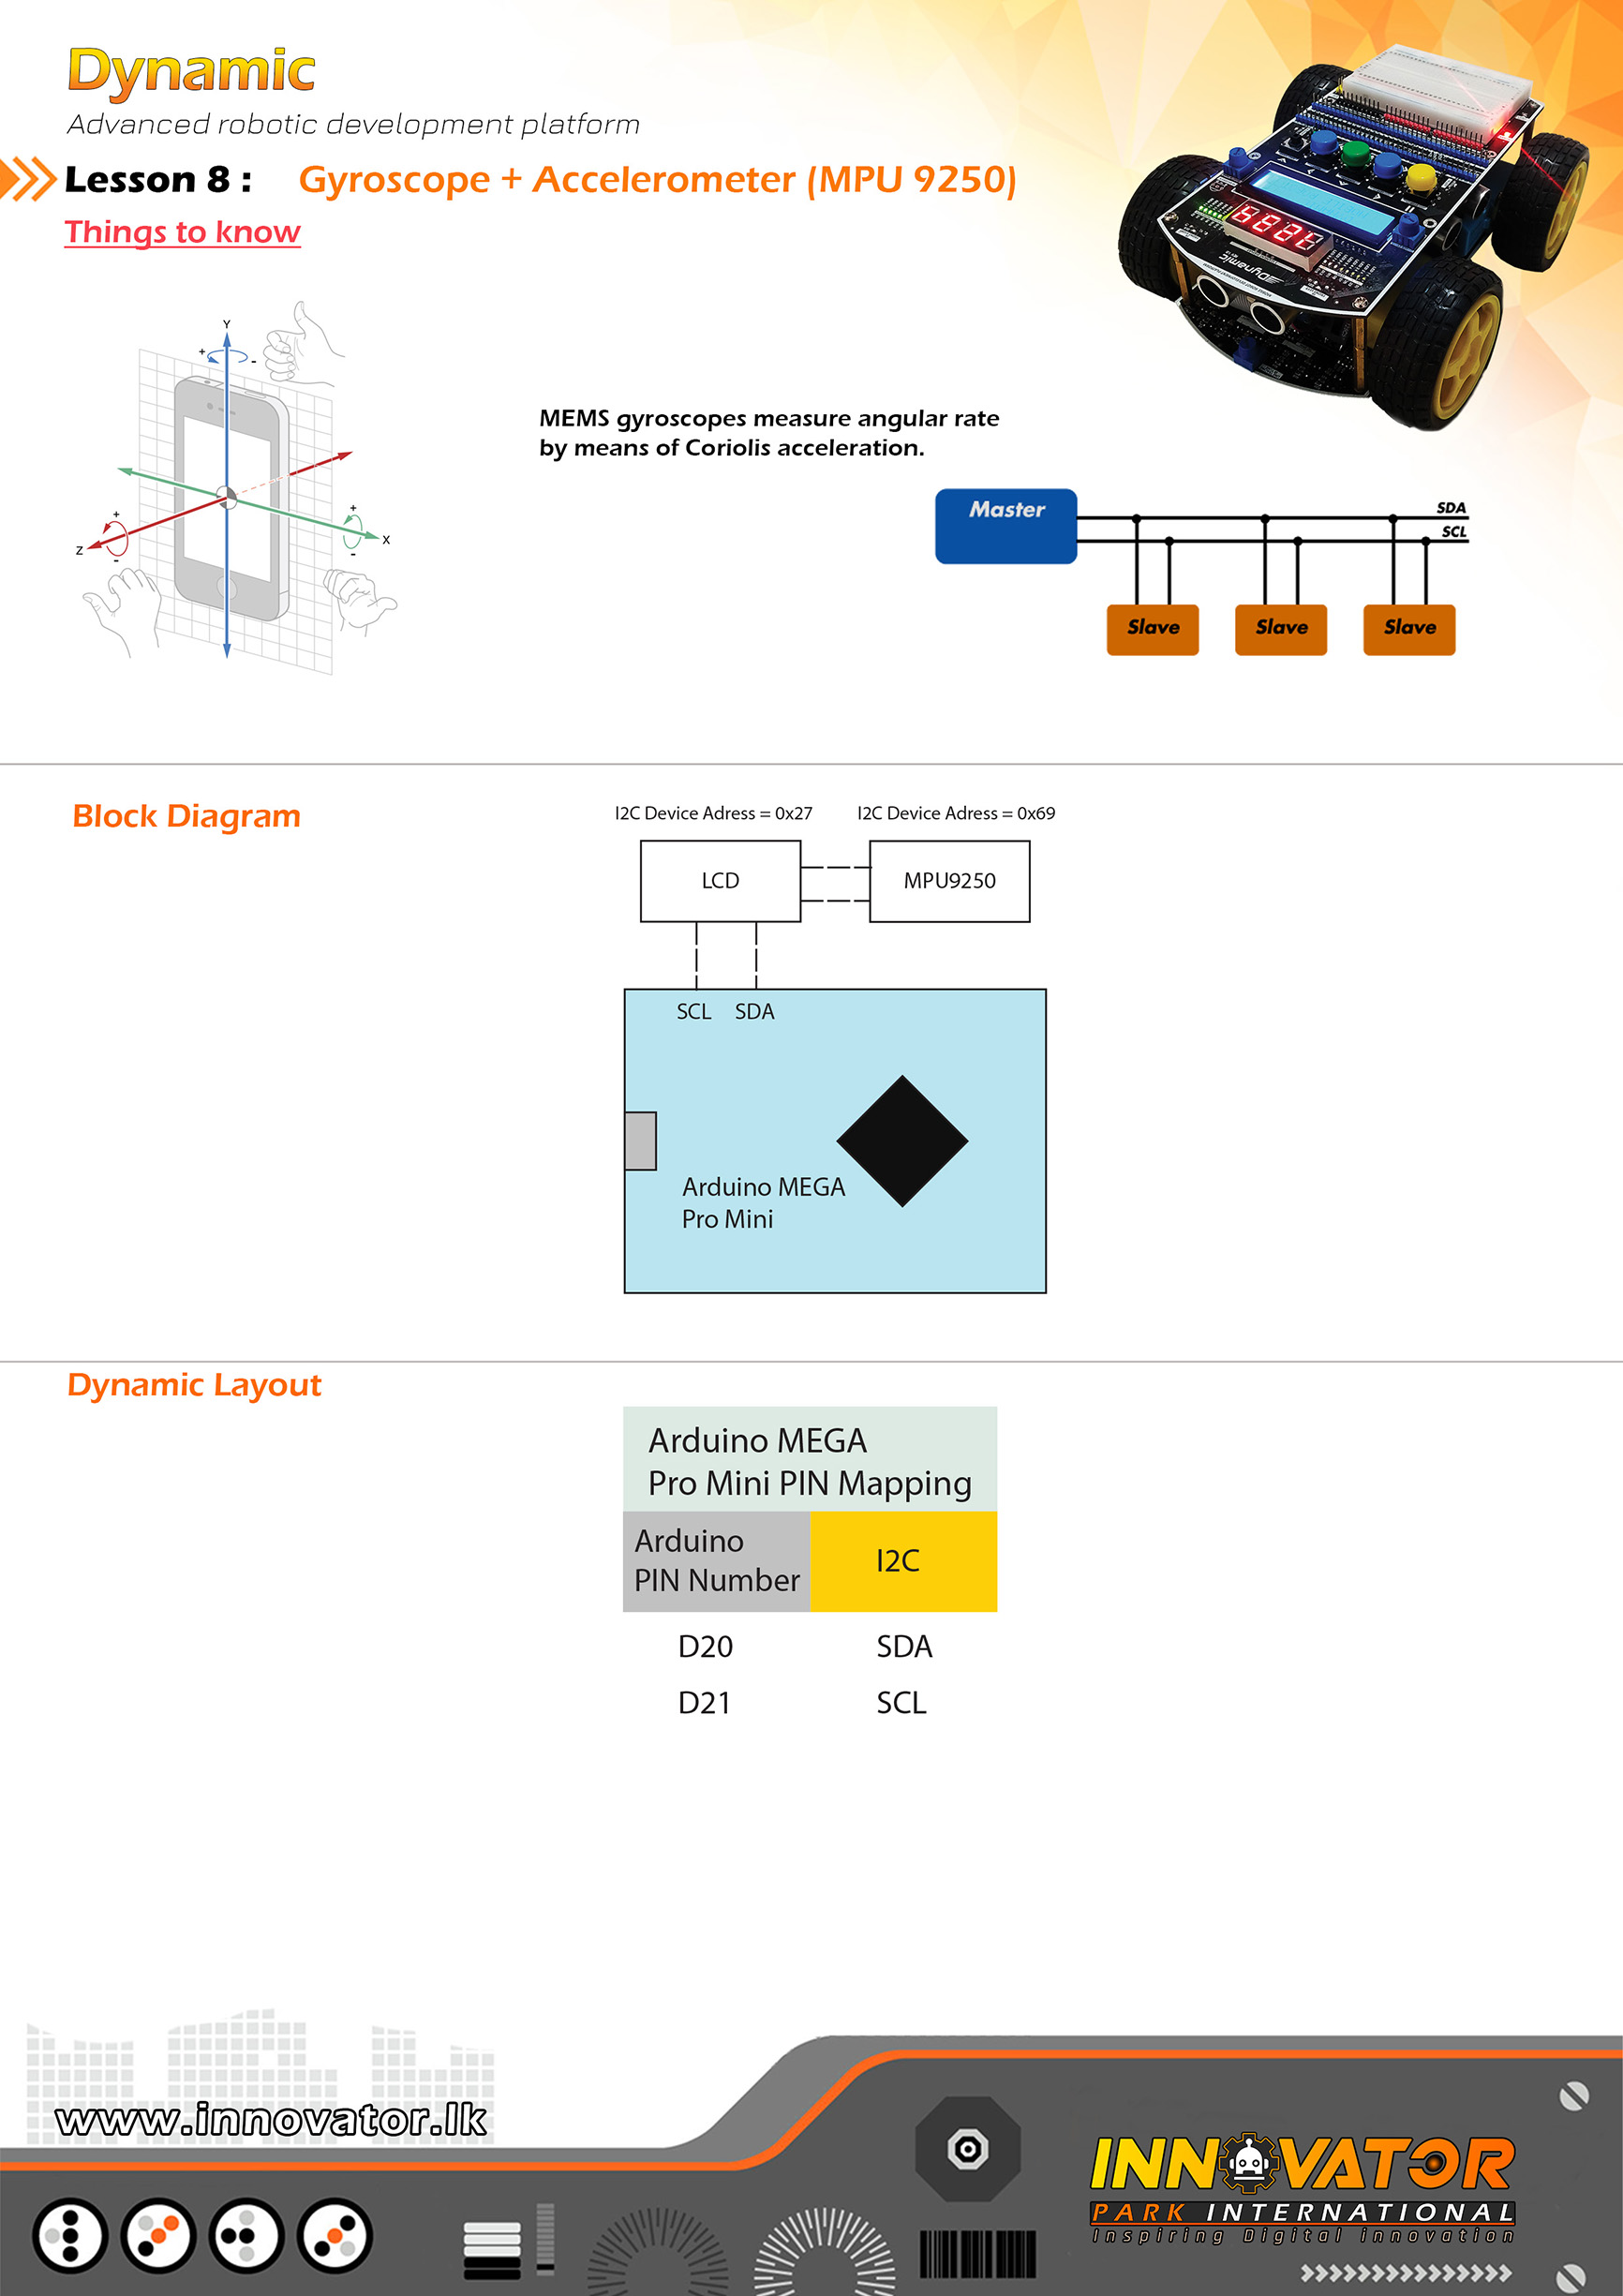 Dynamic
Advanced robotic development platform
Lesson 8 : Gyroscope + Accelerometer (MPU 9250)
Things to know
Y
+
-
+
-
X
+
-
Z
MEMS gyroscopes measure angular rate
by means of Coriolis acceleration.
Master
SDA
SCL
Slave Slave Slave
Block Diagram
I2C Device Adress = 0x27 I2C Device Adress = 0x69
LCD MPU9250
SCL SDA
Arduino MEGA
Pro Mini
Dynamic Layout
Arduino MEGA
Pro Mini PIN Mapping
Arduino
PIN Number
I2C
D20 SDA
D21 SCL
www.innovator.lk
INNOVATOR
PARK INTERNATIONAL
Inspiring Digital innovation